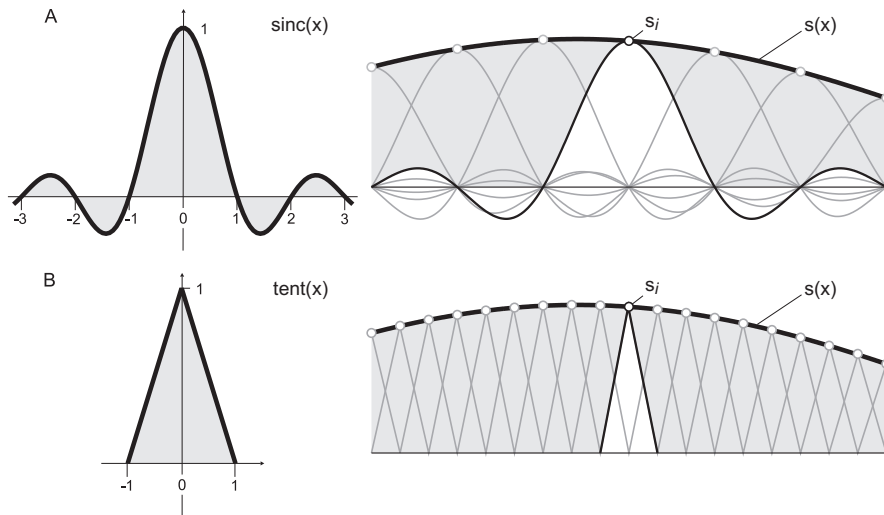 A
sinc(x)
1
-3 -2 -1 0 1 2 3
s_i
s(x)
B
tent(x)
1
-1 0 1
s_i
s(x)